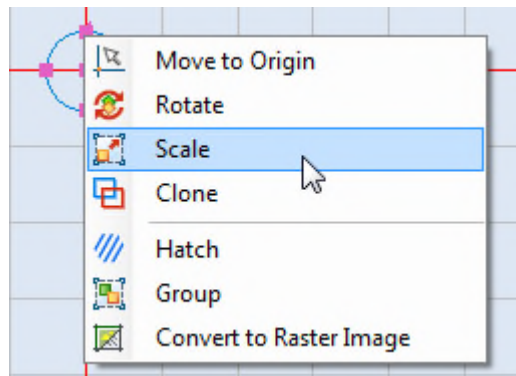 Move to Origin
Rotate
Scale
Clone
Hatch
Group
Convert to Raster Image